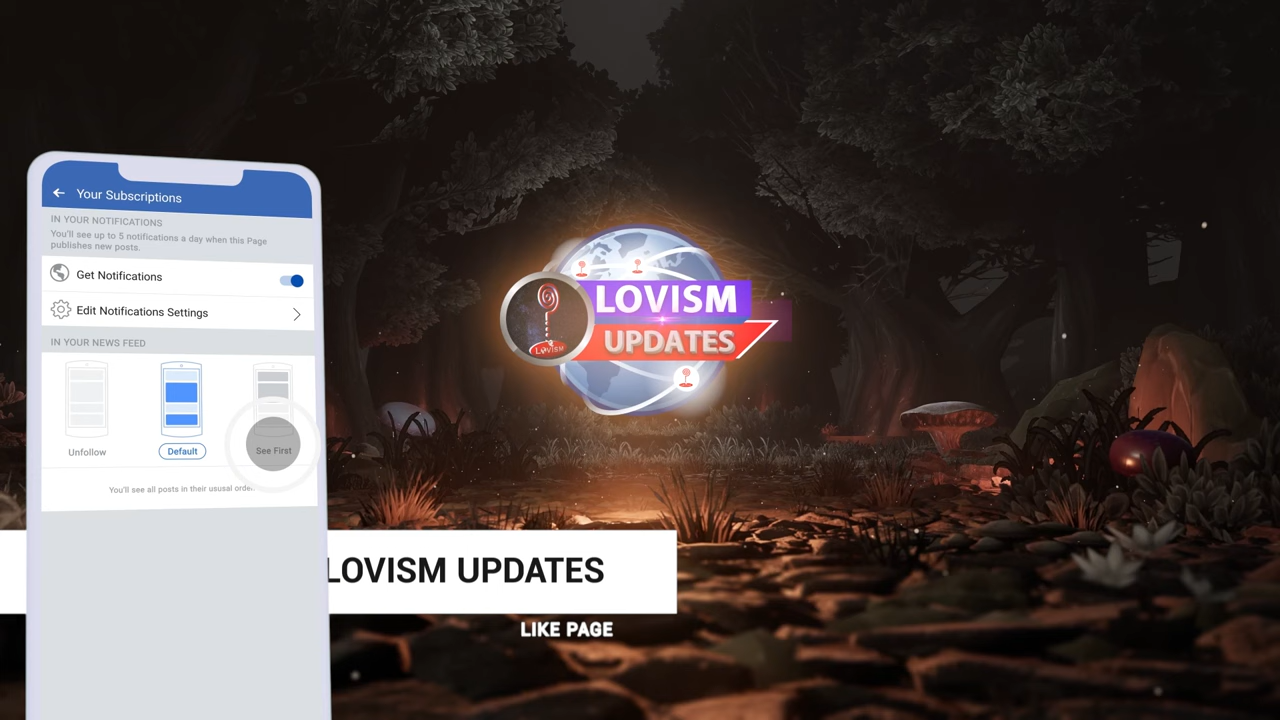 Your Subscriptions
IN YOUR NOTIFICATIONS
You'll see up to 5 notifications a day when this Page
publishes new posts.
Get Notifications
Edit Notifications Settings
IN YOUR NEWS FEED
Unfollow
Default
See First
You'll see all posts in their ususal order.
LOVISM
UPDATES
LOVISM
LOVISM UPDATES
LIKE PAGE